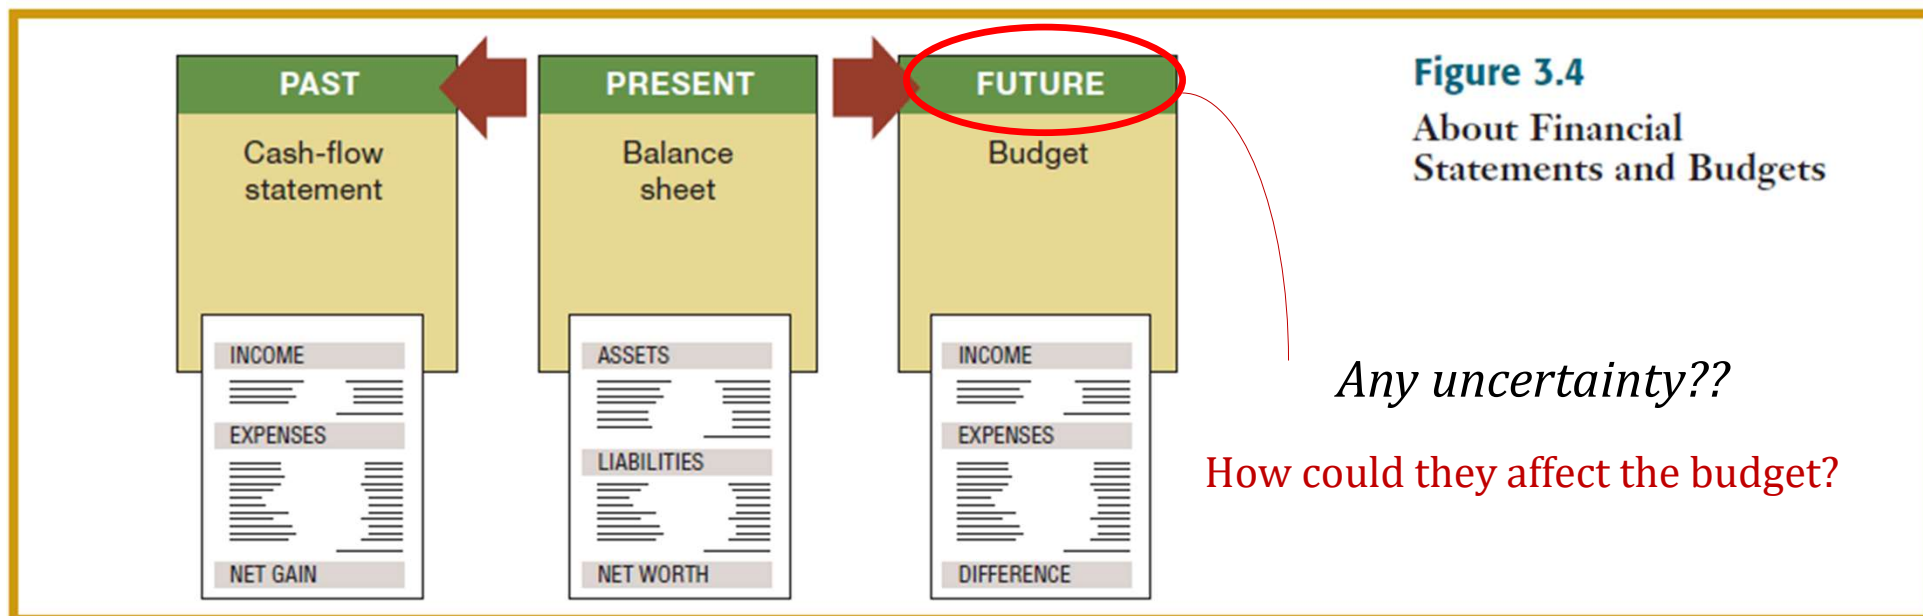 PAST
PRESENT
FUTURE
Figure 3.4
About Financial
Statements and Budgets
Cash-flow
statement
Balance
sheet
Budget
INCOME
EXPENSES
NET GAIN
ASSETS
LIABILITIES
NET WORTH
INCOME
EXPENSES
DIFFERENCE
Any uncertainty??
How could they affect the budget?